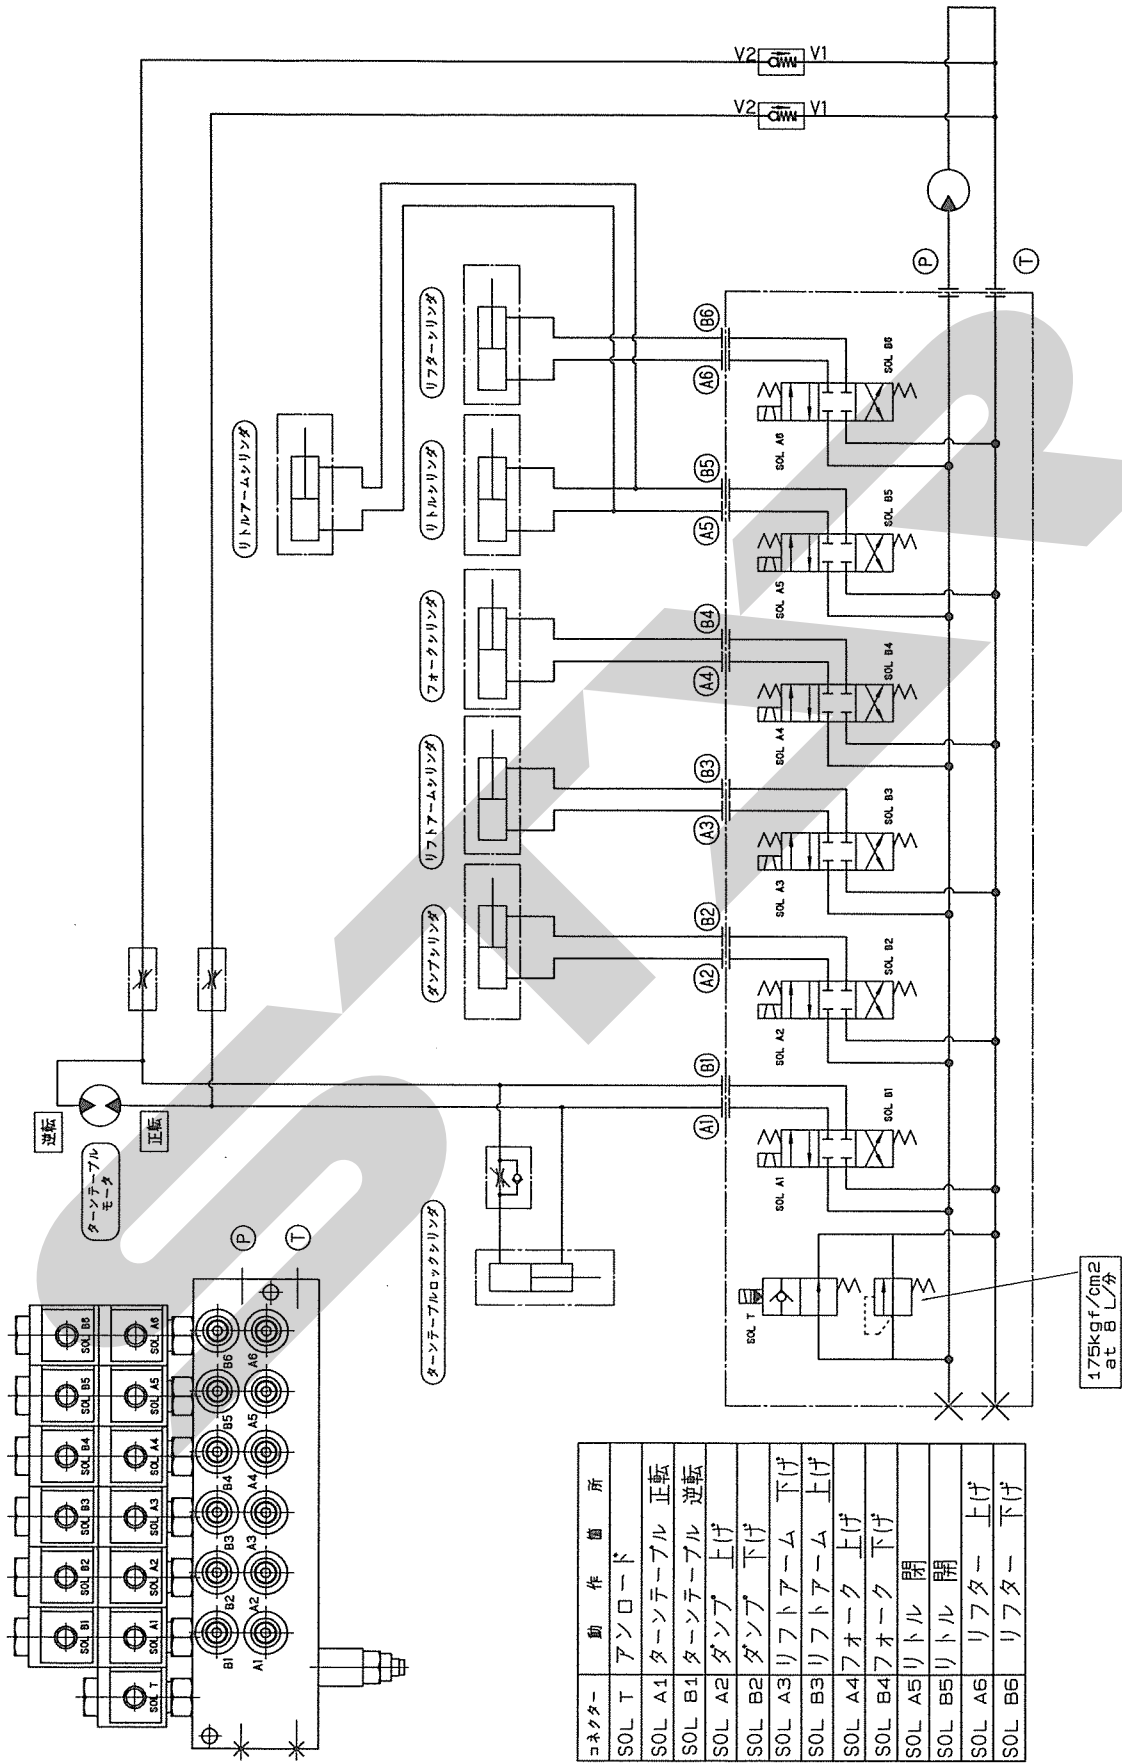 V2 V1
V2 V1
P
T
リフターシリンダ
リトルアームシリンダ
リトルシリンダ
フォークシリンダ
リフトアームシリンダ
ダンプシリンダ
B6
A6
B5
A5
B4
A4
B3
A3
B2
A2
B1
A1
SOL B6
SOL A6
SOL B5
SOL A5
SOL B4
SOL A4
SOL B3
SOL A3
SOL B2
SOL A2
SOL B1
SOL A1
SOL T
逆転
正転
ターンテーブル
モータ
ターンテーブルロックシリンダ
175kgf/cm2
at 8 L/分
P
T
SOL B6
SOL A6
SOL B5
SOL A5
SOL B4
SOL A4
SOL B3
SOL A3
SOL B2
SOL A2
SOL B1
SOL A1
SOL T
B6
A6
B5
A5
B4
A4
B3
A3
B2
A2
B1
A1
コネクター 動作箇所
SOL T アンロード
SOL A1 ターンテーブル 正転
SOL B1 ターンテーブル 逆転
SOL A2 ダンプ 上げ
SOL B2 ダンプ 下げ
SOL A3 リフトアーム 下げ
SOL B3 リフトアーム 上げ
SOL A4 フォーク 上げ
SOL B4 フォーク 下げ
SOL A5 リトル 閉
SOL B5 リトル 開
SOL A6 リフター 上げ
SOL B6 リフター 下げ
STAR